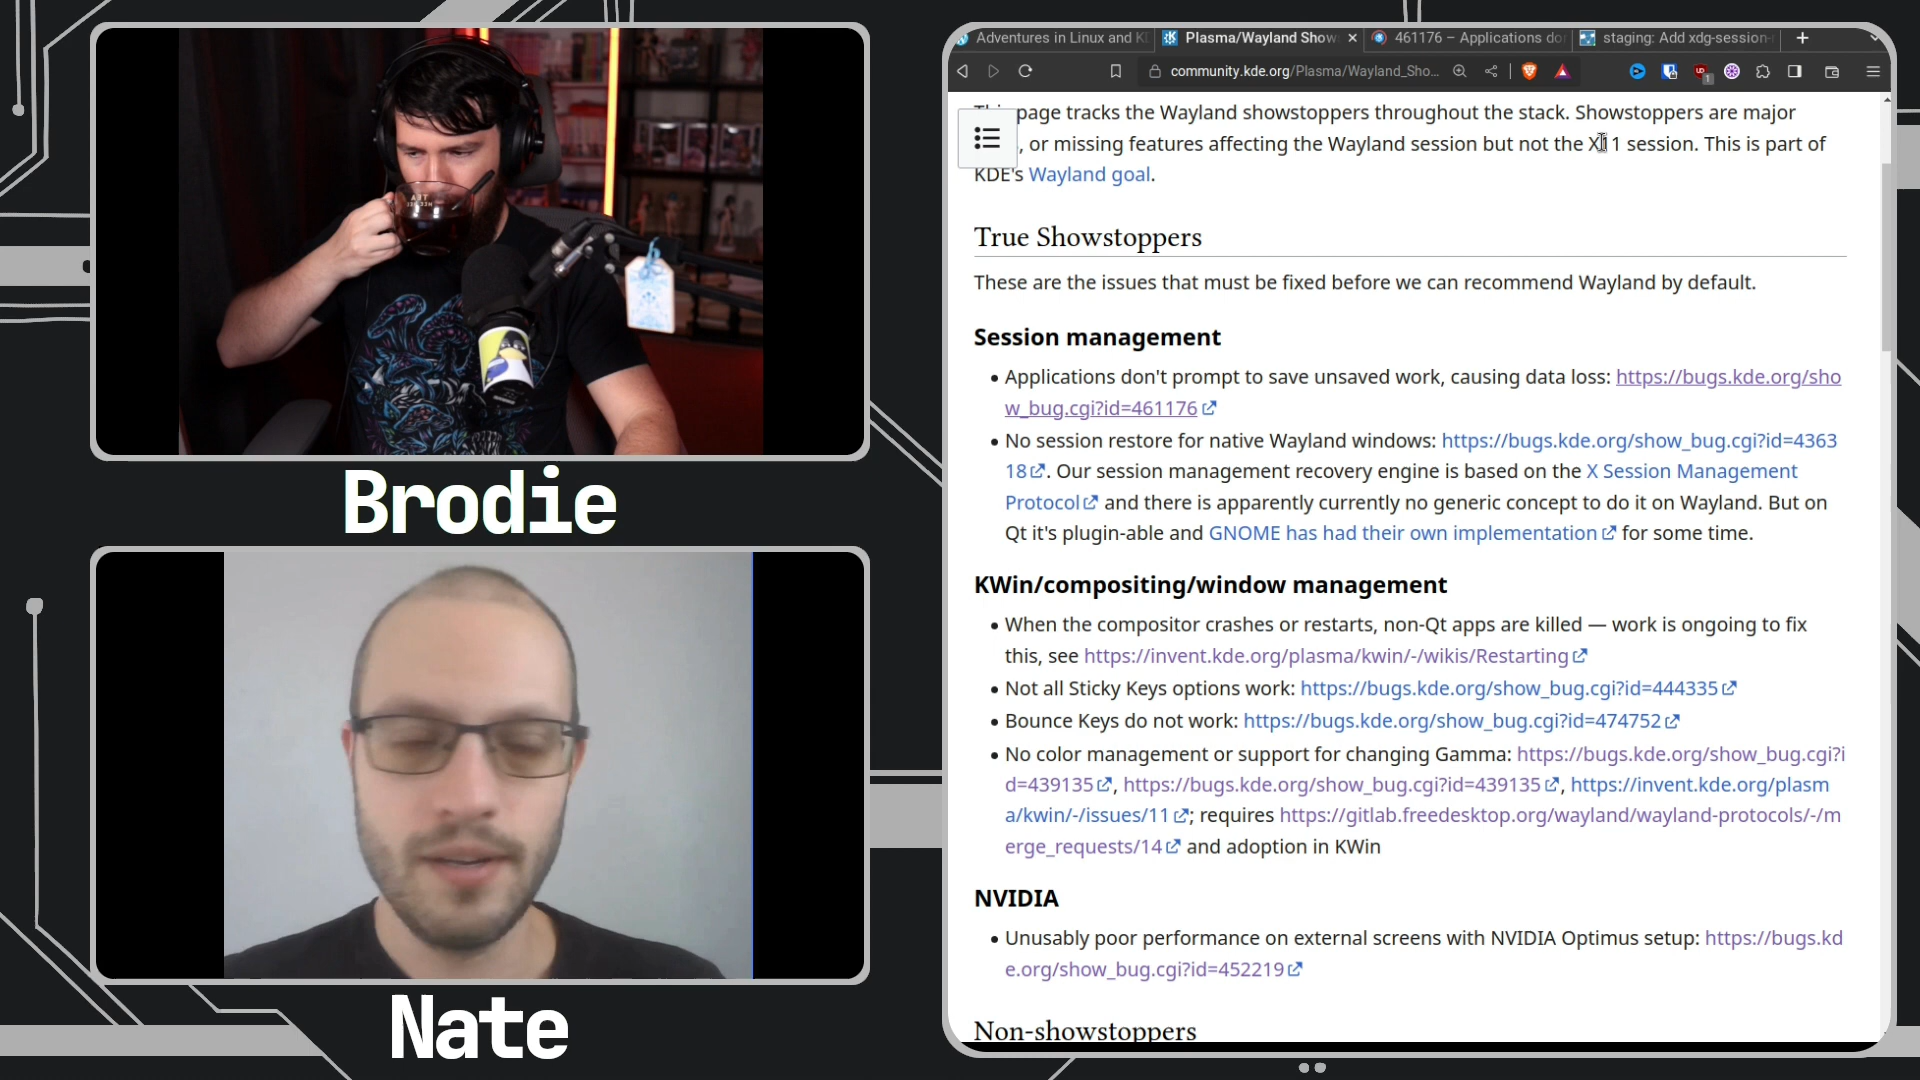 Adventures in Linux and K
Plasma/Wayland Show
461176 – Applications do
staging: Add xdg-session-
community.kde.org/Plasma/Wayland_Sho...
page tracks the Wayland showstoppers throughout the stack. Showstoppers are major
, or missing features affecting the Wayland session but not the X11 session. This is part of
KDE's Wayland goal.
True Showstoppers
These are the issues that must be fixed before we can recommend Wayland by default.
Session management
Applications don't prompt to save unsaved work, causing data loss: https://bugs.kde.org/sho
w_bug.cgi?id=461176
No session restore for native Wayland windows: https://bugs.kde.org/show_bug.cgi?id=4363
18. Our session management recovery engine is based on the X Session Management
Protocol and there is apparently currently no generic concept to do it on Wayland. But on
Qt it's plugin-able and GNOME has had their own implementation for some time.
KWin/compositing/window management
When the compositor crashes or restarts, non-Qt apps are killed — work is ongoing to fix
this, see https://invent.kde.org/plasma/kwin/-/wikis/Restarting
Not all Sticky Keys options work: https://bugs.kde.org/show_bug.cgi?id=444335
Bounce Keys do not work: https://bugs.kde.org/show_bug.cgi?id=474752
No color management or support for changing Gamma: https://bugs.kde.org/show_bug.cgi?i
d=439135, https://bugs.kde.org/show_bug.cgi?id=439135, https://invent.kde.org/plasm
a/kwin/-/issues/11; requires https://gitlab.freedesktop.org/wayland/wayland-protocols/-/m
erge_requests/14 and adoption in KWin
NVIDIA
Unusably poor performance on external screens with NVIDIA Optimus setup: https://bugs.kd
e.org/show_bug.cgi?id=452219
Non-showstoppers
Brodie
Nate